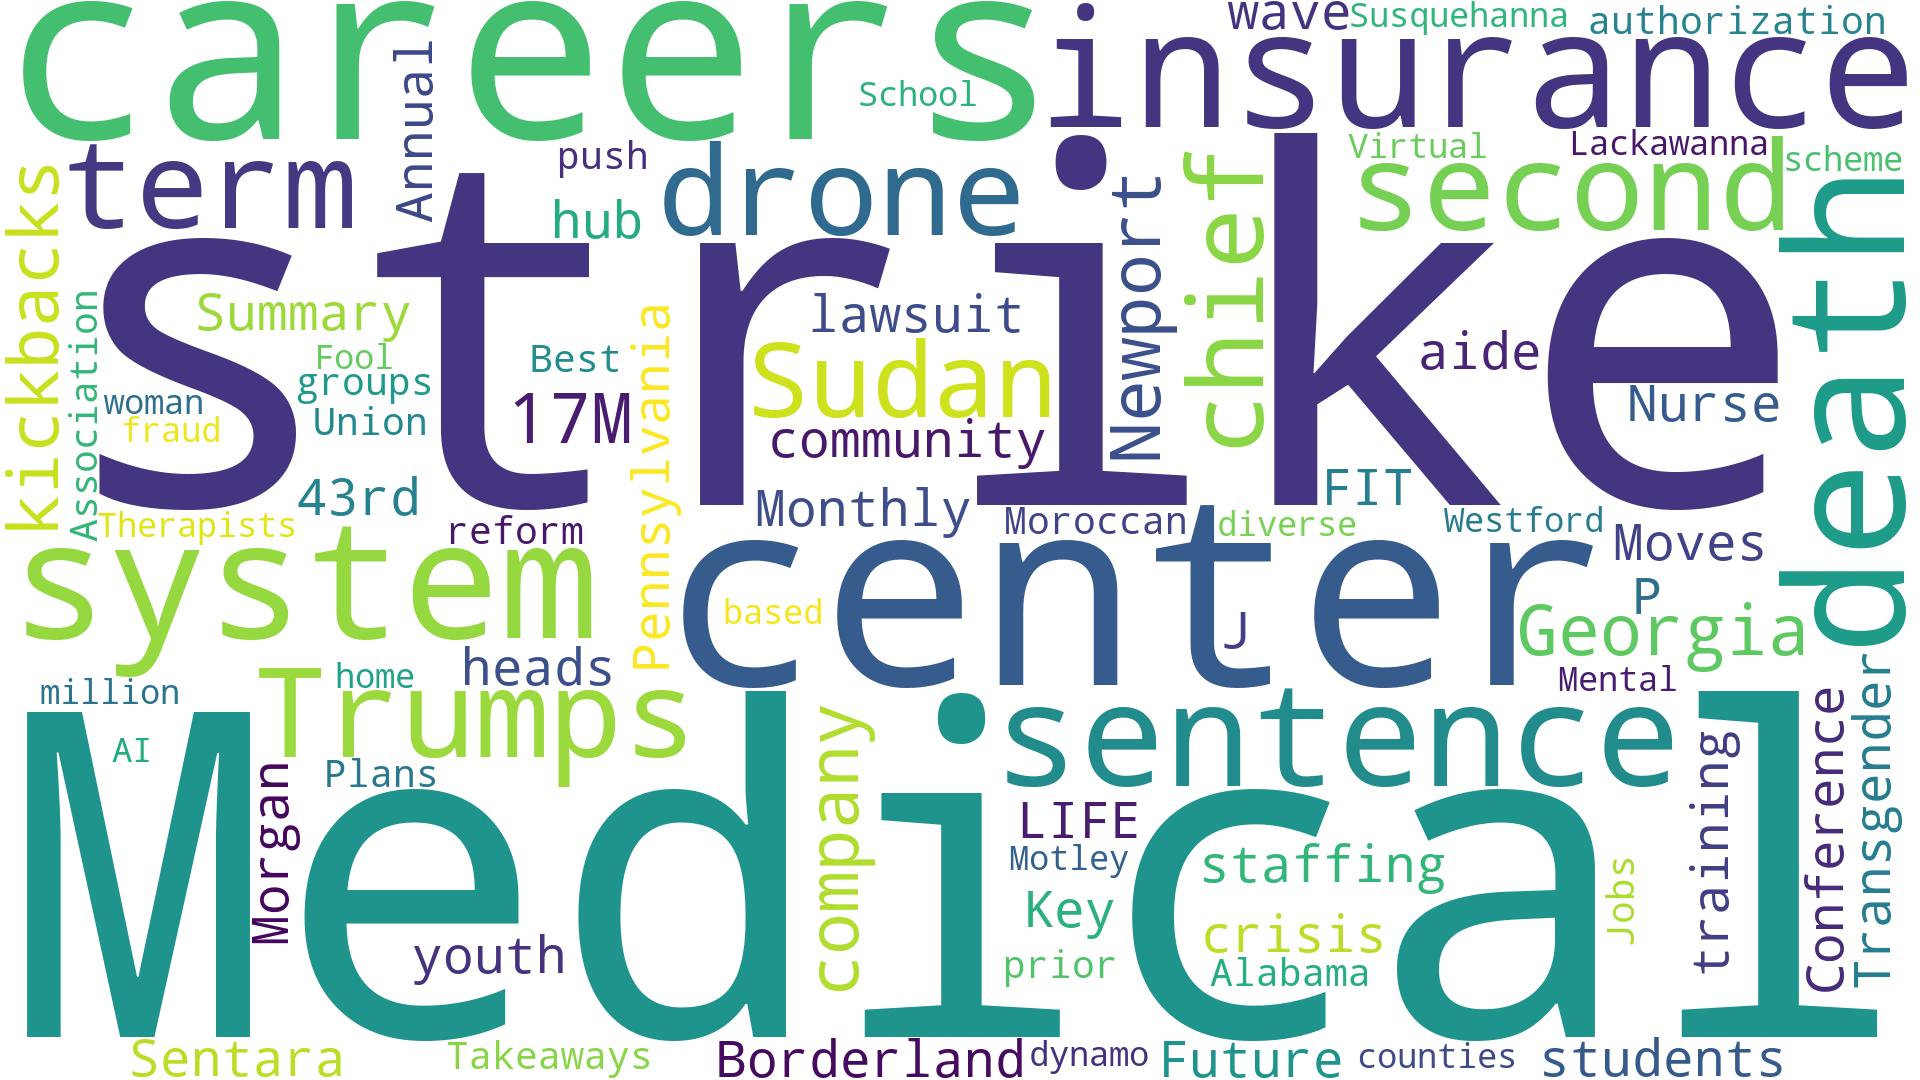 careers
insurance
wave
Susquehanna
authorization
Annual
School
term
push
hub
drone
Newport
chief
Virtual
Lackawanna
second
scheme
death
kickbacks
strike
Association
Summary
Fool
groups
Union
woman
fraud
Best
17M
Pennsylvania
lawsuit
Sudan
community
aide
Nurse
43rd
Monthly
FIT
Therapists
reform
Moroccan
diverse
Westford
Moves
system
center
based
J
P
Georgia
heads
home
Mental
million
Trumps
sentence
AI
Plans
Morgan
Medical
youth
company
LIFE
Motley
Key
prior
staffing
crisis
Alabama
Jobs
training
Conference
Transgender
Sentara
Takeaways
Borderland
dynamo
Future
counties
students